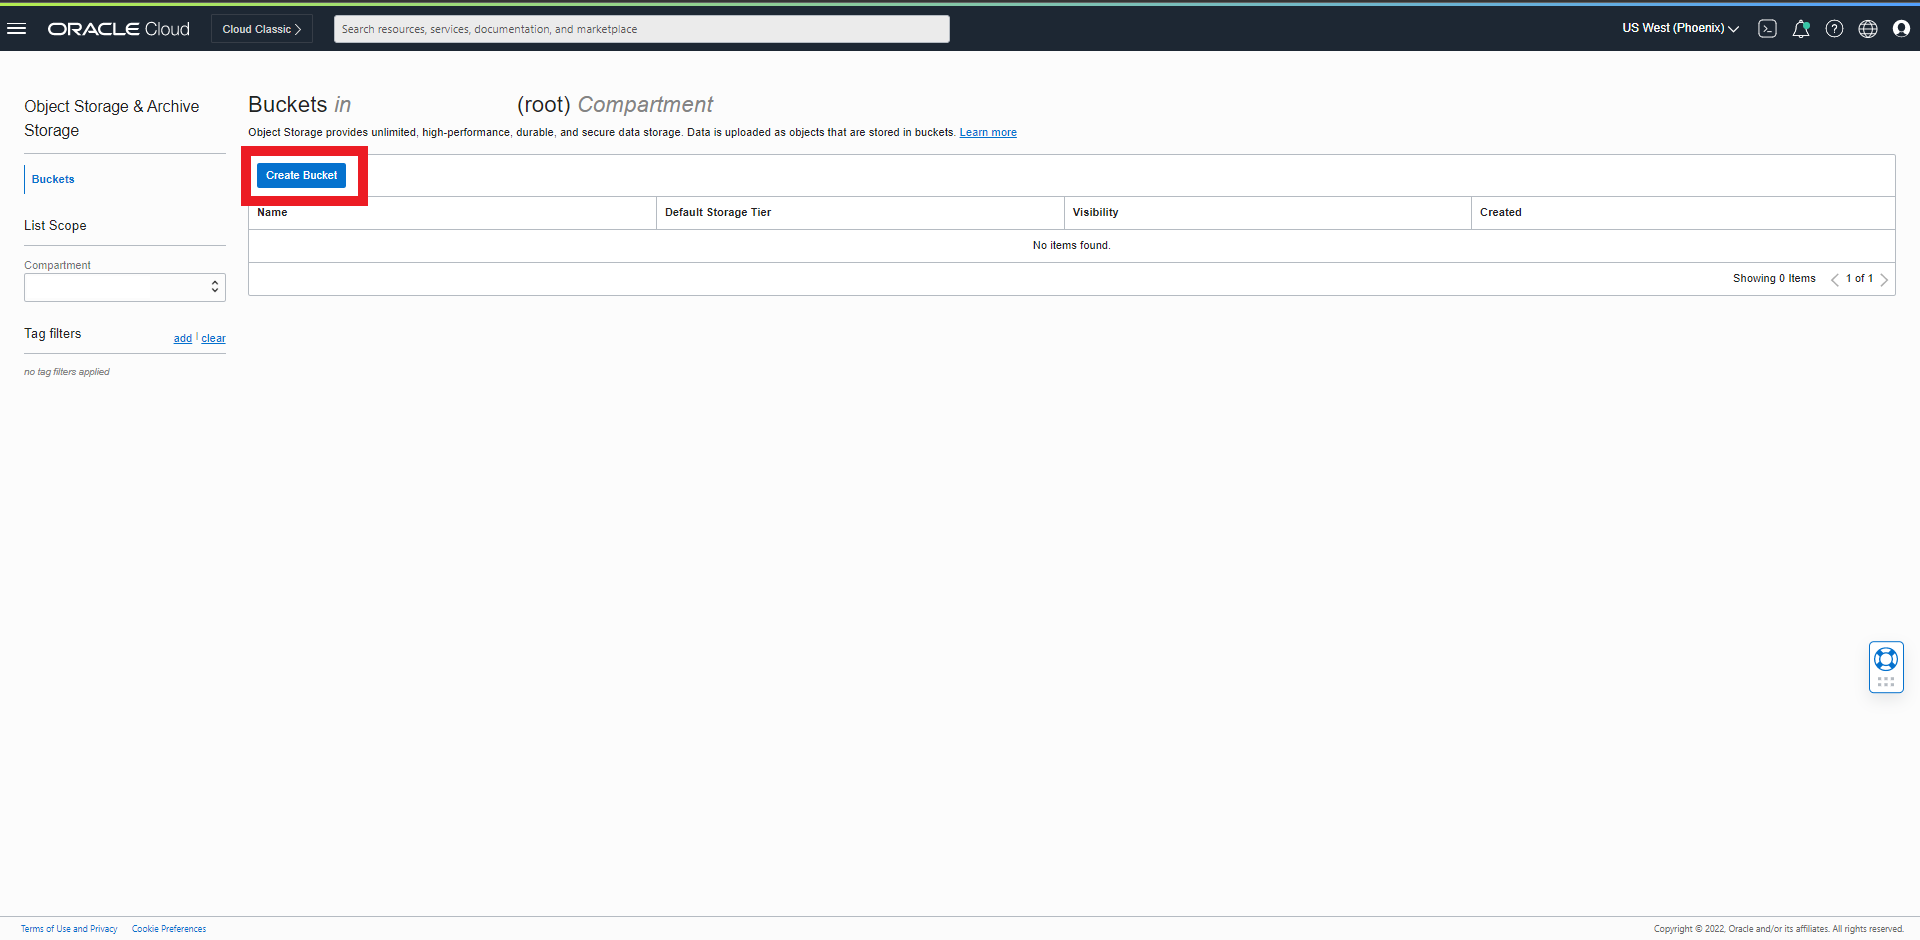 ORACLE Cloud
Cloud Classic
Search resources, services, documentation, and marketplace
US West (Phoenix)
Object Storage & Archive
Storage
Buckets
List Scope
Compartment
Tag filters
add | clear
no tag filters applied
Buckets in (root) Compartment
Object Storage provides unlimited, high-performance, durable, and secure data storage. Data is uploaded as objects that are stored in buckets. Learn more
Create Bucket
Name Default Storage Tier Visibility Created
No items found.
Showing 0 Items 1 of 1
Terms of Use and Privacy Cookie Preferences
Copyright © 2022, Oracle and/or its affiliates. All rights reserved.